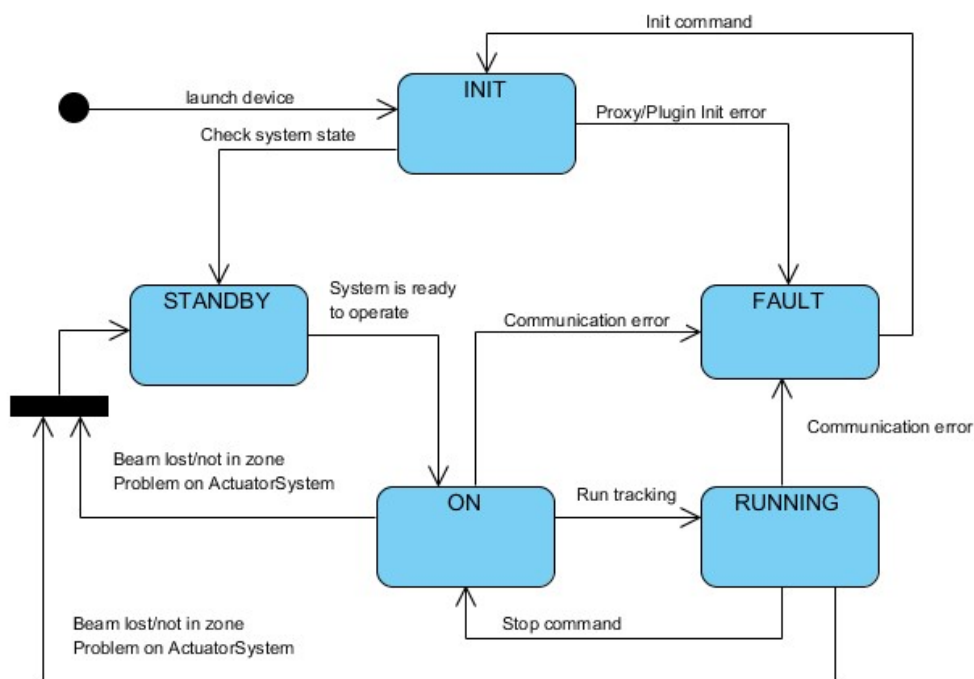 Init command
INIT
launch device
Proxy/Plugin Init error
Check system state
STANDBY
System is ready
to operate
FAULT
Communication error
Communication error
Beam lost/not in zone
Problem on ActuatorSystem
ON
Run tracking
RUNNING
Stop command
Beam lost/not in zone
Problem on ActuatorSystem